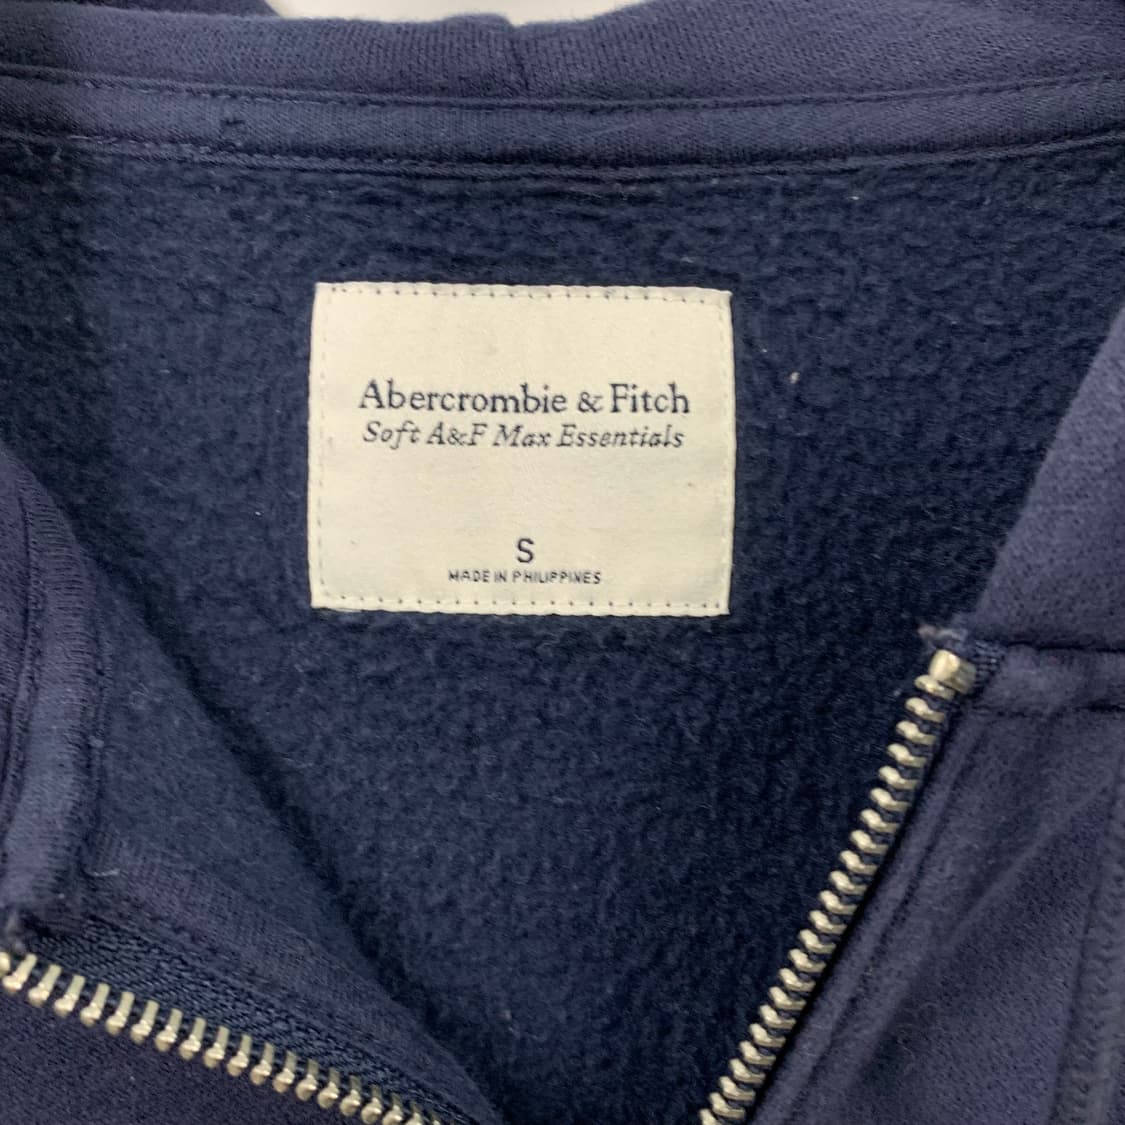 Abercrombie & Fitch
Soft A&F Max Essentials
S
MADE IN PHILIPPINES